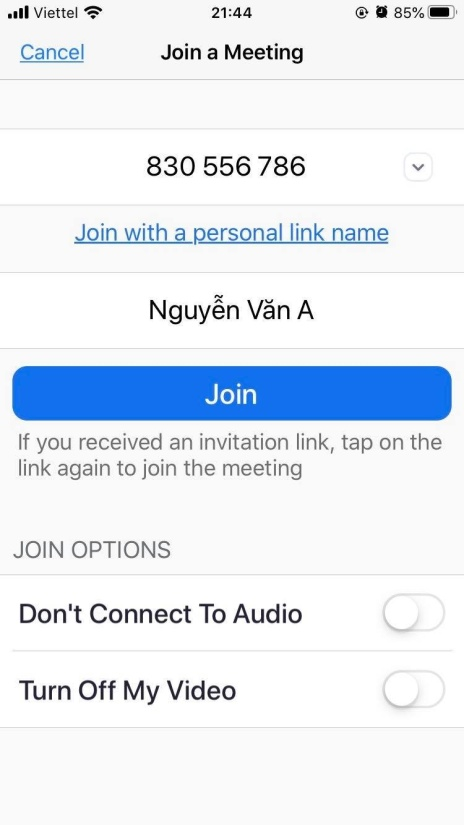 Viettel 21:44 85%
Cancel Join a Meeting
830 556 786
Join with a personal link name
Nguyễn Văn A
Join
If you received an invitation link, tap on the
link again to join the meeting
JOIN OPTIONS
Don't Connect To Audio
Turn Off My Video